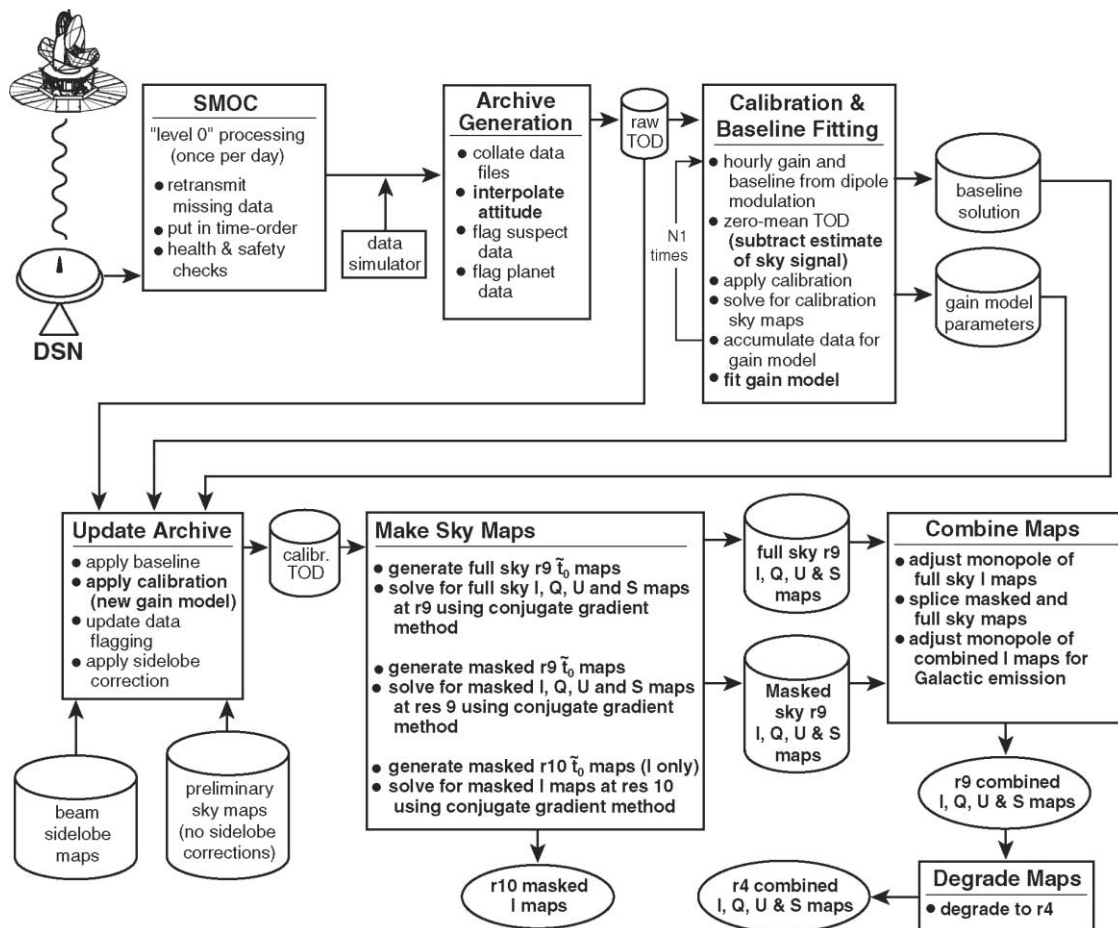 SMOC
"level 0" processing
(once per day)
● retransmit
missing data
● put in time-order
● health & safety
checks
DSN
data
simulator
Archive
Generation
● collate data
files
● interpolate
attitude
● flag suspect
data
● flag planet
data
raw
TOD
Calibration &
Baseline Fitting
● hourly gain and
baseline from dipole
modulation
● zero-mean TOD
(subtract estimate
of sky signal)
● apply calibration
● solve for calibration
sky maps
● accumulate data for
gain model
● fit gain model
N1
times
baseline
solution
gain model
parameters
Update Archive
● apply baseline
● apply calibration
(new gain model)
● update data
flagging
● apply sidelobe
correction
beam
sidelobe
maps
preliminary
sky maps
(no sidelobe
corrections)
calibr.
TOD
Make Sky Maps
● generate full sky r9 t̃₀ maps
● solve for full sky I, Q, U and S maps
at r9 using conjugate gradient
method
● generate masked r9 t̃₀ maps
● solve for masked I, Q, U and S maps
at res 9 using conjugate gradient
method
● generate masked r10 t̃₀ maps (I only)
● solve for masked I maps at res 10
using conjugate gradient method
r10 masked
I maps
full sky r9
I, Q, U & S
maps
Masked
sky r9
I, Q, U & S
maps
Combine Maps
● adjust monopole of
full sky I maps
● splice masked and
full sky maps
● adjust monopole of
combined I maps for
Galactic emission
r9 combined
I, Q, U & S maps
Degrade Maps
● degrade to r4
r4 combined
I, Q, U & S maps